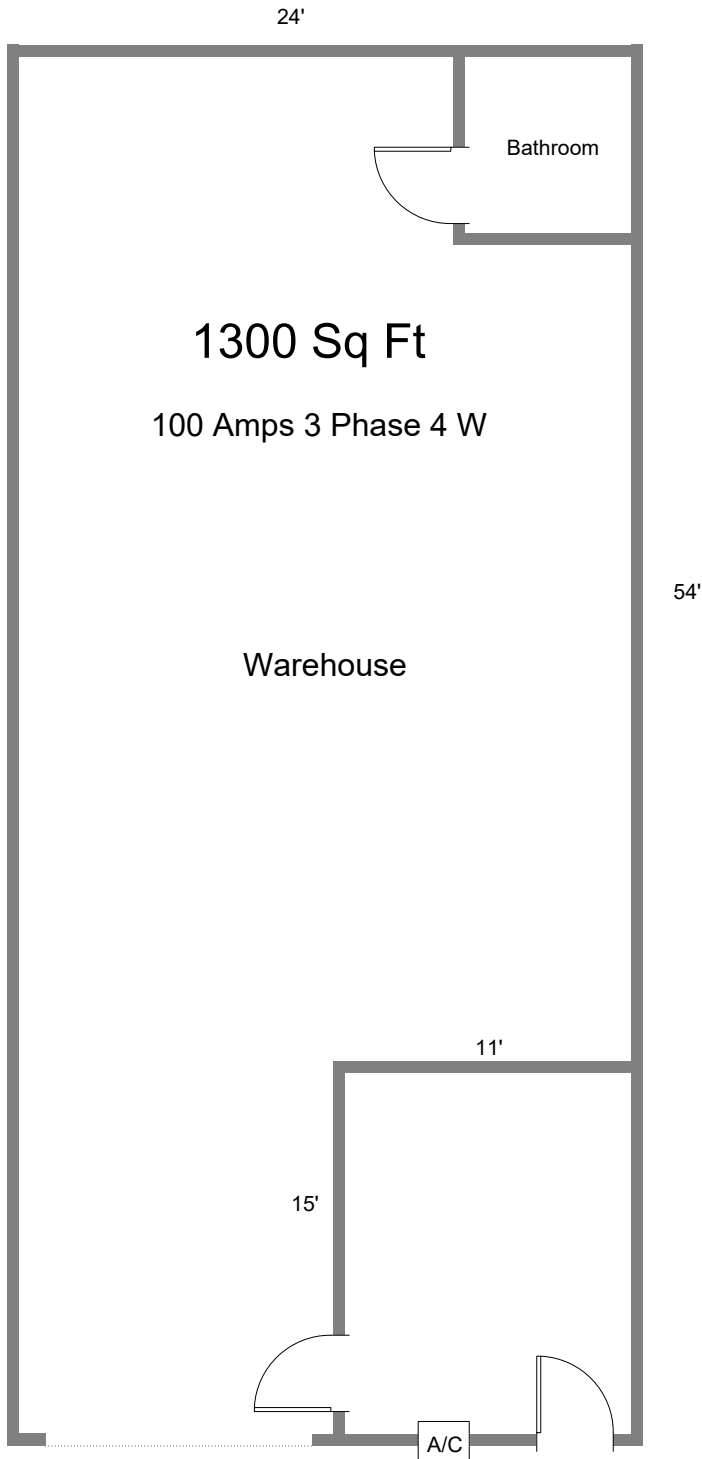 24'
Bathroom
1300 Sq Ft
100 Amps 3 Phase 4 W
54'
Warehouse
11'
15'
A/C